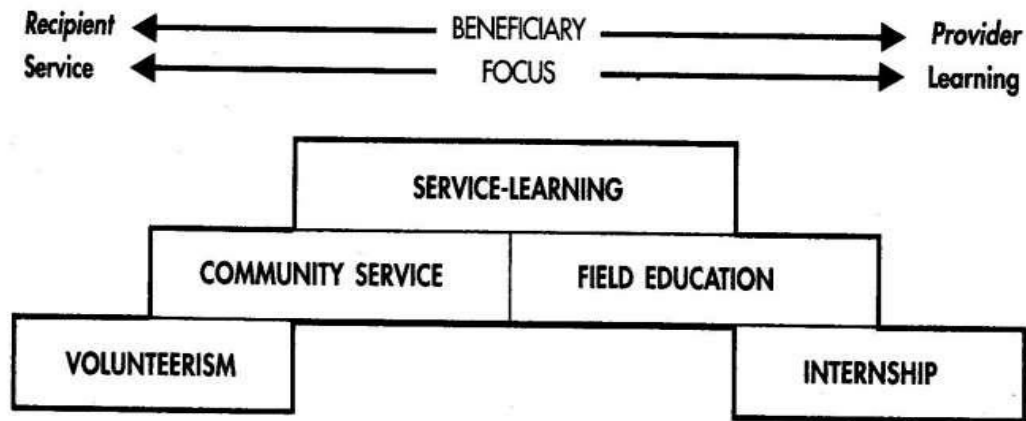 Recipient BENEFICIARY Provider
Service FOCUS Learning
SERVICE-LEARNING
COMMUNITY SERVICE FIELD EDUCATION
VOLUNTEERISM INTERNSHIP